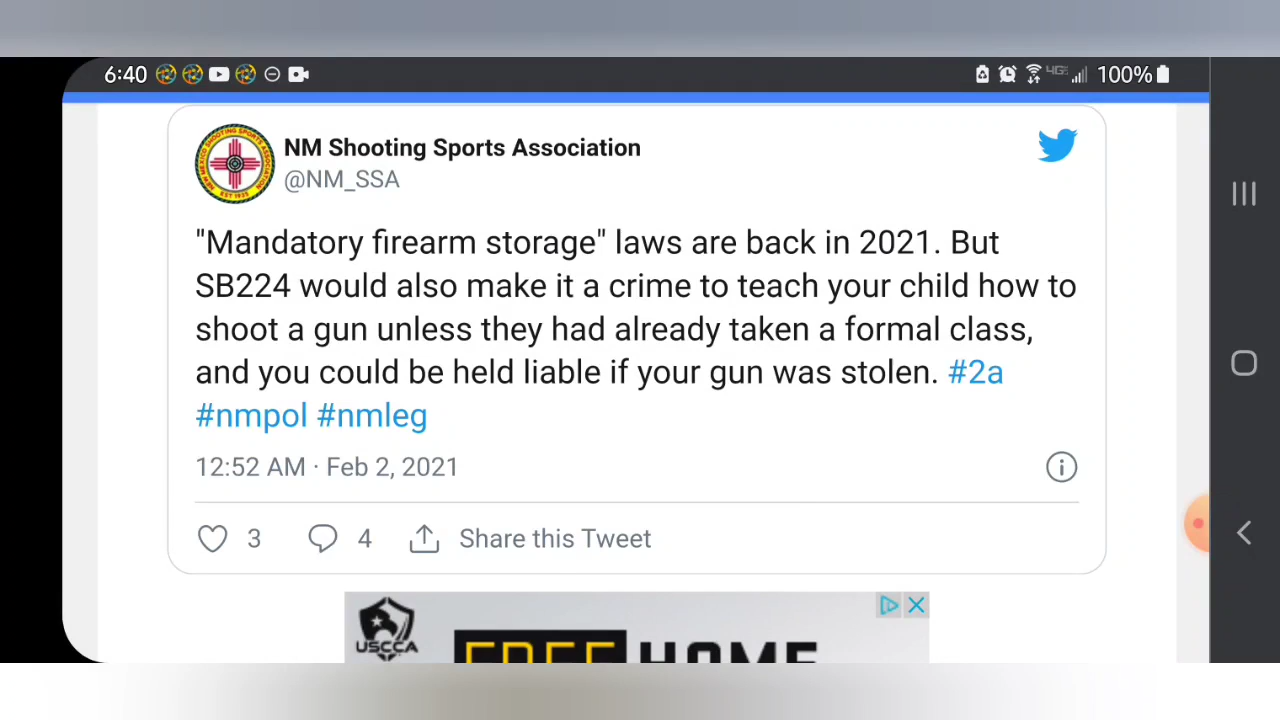 6:40 4G 100%
NM Shooting Sports Association
@NM_SSA
"Mandatory firearm storage" laws are back in 2021. But
SB224 would also make it a crime to teach your child how to
shoot a gun unless they had already taken a formal class,
and you could be held liable if your gun was stolen. #2a
#nmpol #nmleg
12:52 AM · Feb 2, 2021
3 4 Share this Tweet
USCCA
FREE HOME